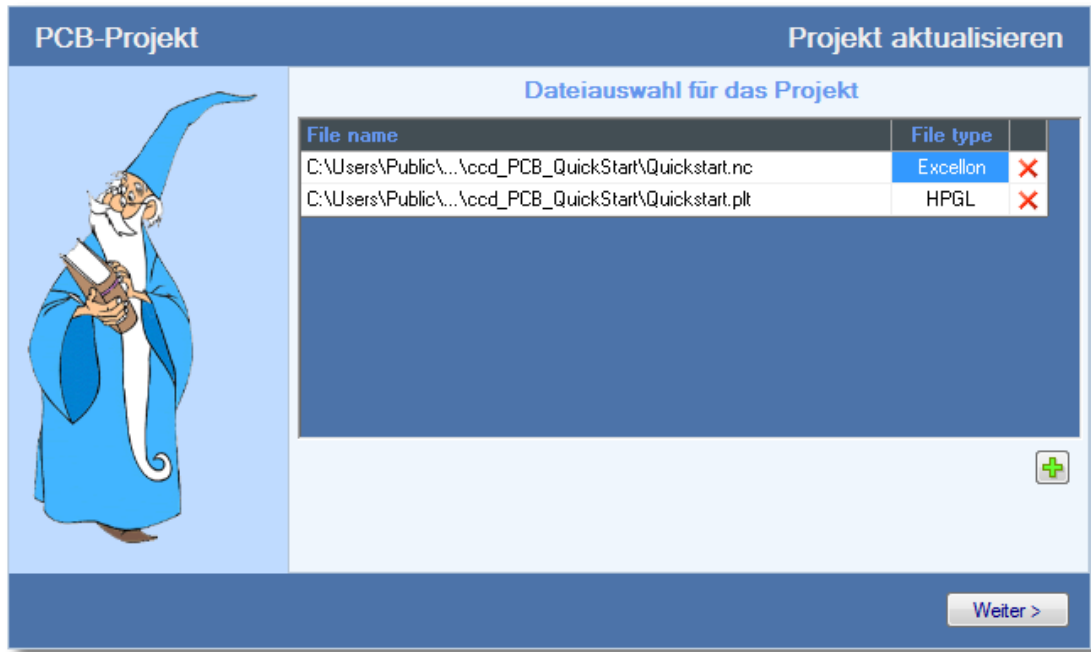 PCB-Projekt Projekt aktualisieren
Dateiauswahl für das Projekt
File name File type
C:\Users\Public\...\ccd_PCB_QuickStart\Quickstart.nc Excellon
C:\Users\Public\...\ccd_PCB_QuickStart\Quickstart.plt HPGL
Weiter >